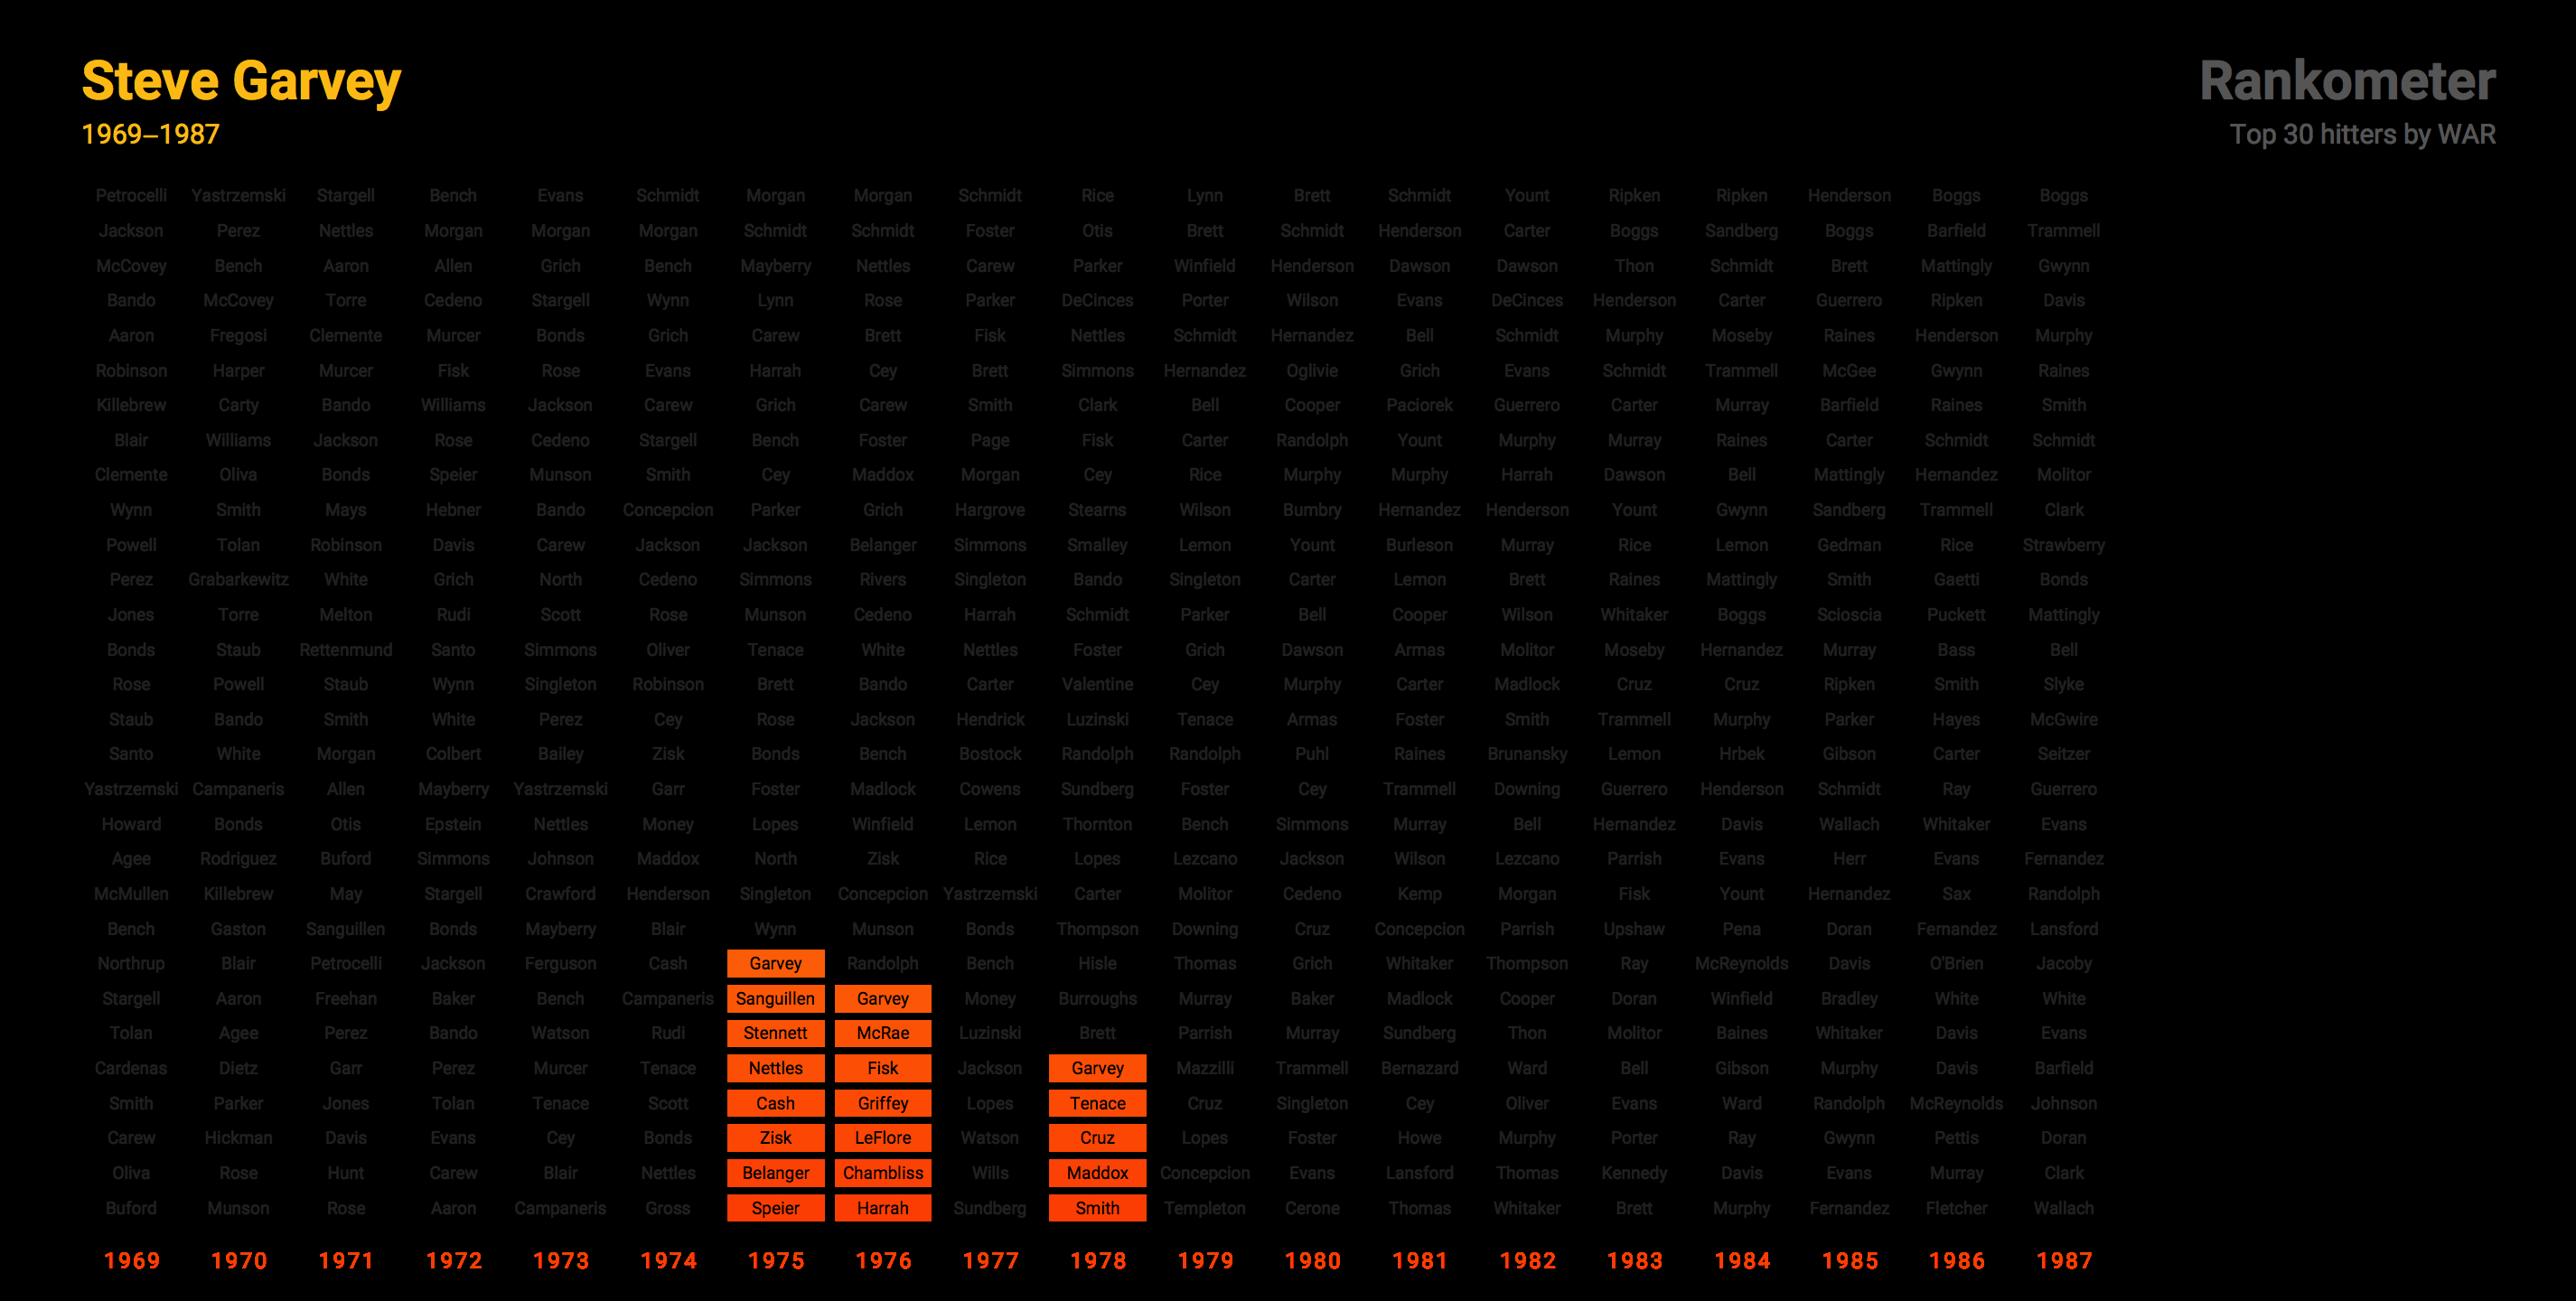 Steve Garvey
1969–1987
Rankometer
Top 30 hitters by WAR
Petrocelli Yastrzemski Stargell Bench Evans Schmidt Morgan Morgan Schmidt Rice Lynn Brett Schmidt Yount Ripken Ripken Henderson Boggs Boggs
Jackson Perez Nettles Morgan Morgan Morgan Schmidt Schmidt Foster Otis Brett Schmidt Henderson Carter Boggs Sandberg Boggs Barfield Trammell
McCovey Bench Aaron Allen Grich Bench Mayberry Nettles Carew Parker Winfield Henderson Dawson Dawson Thon Schmidt Brett Mattingly Gwynn
Bando McCovey Torre Cedeno Stargell Wynn Lynn Rose Parker DeCinces Porter Wilson Evans DeCinces Henderson Carter Guerrero Ripken Davis
Aaron Fregosi Clemente Murcer Bonds Grich Carew Brett Fisk Nettles Schmidt Hernandez Bell Schmidt Murphy Moseby Raines Henderson Murphy
Robinson Harper Murcer Fisk Rose Evans Harrah Cey Brett Simmons Hernandez Oglivie Grich Evans Schmidt Trammell McGee Gwynn Raines
Killebrew Carty Bando Williams Jackson Carew Grich Carew Smith Clark Bell Cooper Paciorek Guerrero Carter Murray Barfield Raines Smith
Blair Williams Jackson Rose Cedeno Stargell Bench Foster Page Fisk Carter Randolph Yount Murphy Murray Raines Carter Schmidt Schmidt
Clemente Oliva Bonds Speier Munson Smith Cey Maddox Morgan Cey Rice Murphy Murphy Harrah Dawson Bell Mattingly Hernandez Molitor
Wynn Smith Mays Hebner Bando Concepcion Parker Grich Hargrove Stearns Wilson Bumbry Hernandez Henderson Yount Gwynn Sandberg Trammell Clark
Powell Tolan Robinson Davis Carew Jackson Jackson Belanger Simmons Smalley Lemon Yount Burleson Murray Rice Lemon Gedman Rice Strawberry
Perez Grabarkewitz White Grich North Cedeno Simmons Rivers Singleton Bando Singleton Carter Lemon Brett Raines Mattingly Smith Gaetti Bonds
Jones Torre Melton Rudi Scott Rose Munson Cedeno Harrah Schmidt Parker Bell Cooper Wilson Whitaker Boggs Scioscia Puckett Mattingly
Bonds Staub Rettenmund Santo Simmons Oliver Tenace White Nettles Foster Grich Dawson Armas Molitor Moseby Hernandez Murray Bass Bell
Rose Powell Staub Wynn Singleton Robinson Brett Bando Carter Valentine Cey Murphy Carter Madlock Cruz Cruz Ripken Smith Slyke
Staub Bando Smith White Perez Cey Rose Jackson Hendrick Luzinski Tenace Armas Foster Smith Trammell Murphy Parker Hayes McGwire
Santo White Morgan Colbert Bailey Zisk Bonds Bench Bostock Randolph Randolph Puhl Raines Brunansky Lemon Hrbek Gibson Carter Seitzer
Yastrzemski Campaneris Allen Mayberry Yastrzemski Garr Foster Madlock Cowens Sundberg Foster Cey Trammell Downing Guerrero Henderson Schmidt Ray Guerrero
Howard Bonds Otis Epstein Nettles Money Lopes Winfield Lemon Thornton Bench Simmons Murray Bell Hernandez Davis Wallach Whitaker Evans
Agee Rodriguez Buford Simmons Johnson Maddox North Zisk Rice Lopes Lezcano Jackson Wilson Lezcano Parrish Evans Herr Evans Fernandez
McMullen Killebrew May Stargell Crawford Henderson Singleton Concepcion Yastrzemski Carter Molitor Cedeno Kemp Morgan Fisk Yount Hernandez Sax Randolph
Bench Gaston Sanguillen Bonds Mayberry Blair Wynn Munson Bonds Thompson Downing Cruz Concepcion Parrish Upshaw Pena Doran Fernandez Lansford
Northrup Blair Petrocelli Jackson Ferguson Cash Garvey Randolph Bench Hisle Thomas Grich Whitaker Thompson Ray McReynolds Davis O'Brien Jacoby
Stargell Aaron Freehan Baker Bench Campaneris Sanguillen Garvey Money Burroughs Murray Baker Madlock Cooper Doran Winfield Bradley White White
Tolan Agee Perez Bando Watson Rudi Stennett McRae Luzinski Brett Parrish Murray Sundberg Thon Molitor Baines Whitaker Davis Evans
Cardenas Dietz Garr Perez Murcer Tenace Nettles Fisk Jackson Garvey Mazzilli Trammell Bernazard Ward Bell Gibson Murphy Davis Barfield
Smith Parker Jones Tolan Tenace Scott Cash Griffey Lopes Tenace Cruz Singleton Cey Oliver Evans Ward Randolph McReynolds Johnson
Carew Hickman Davis Evans Cey Bonds Zisk LeFlore Watson Cruz Lopes Foster Howe Murphy Porter Ray Gwynn Pettis Doran
Oliva Rose Hunt Carew Blair Nettles Belanger Chambliss Wills Maddox Concepcion Evans Lansford Thomas Kennedy Davis Evans Murray Clark
Buford Munson Rose Aaron Campaneris Gross Speier Harrah Sundberg Smith Templeton Cerone Thomas Whitaker Brett Murphy Fernandez Fletcher Wallach
1969 1970 1971 1972 1973 1974 1975 1976 1977 1978 1979 1980 1981 1982 1983 1984 1985 1986 1987